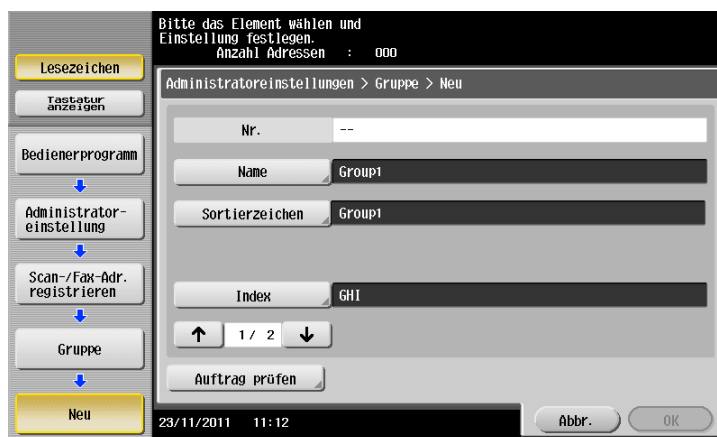 Bitte das Element wählen und
Einstellung festlegen.
Anzahl Adressen : 000
Lesezeichen
Tastatur
anzeigen
Bedienerprogramm
Administrator-
einstellung
Scan-/Fax-Adr.
registrieren
Gruppe
Neu
Administratoreinstellungen > Gruppe > Neu
Nr. --
Name Group1
Sortierzeichen Group1
Index GHI
↑ 1/ 2 ↓
Auftrag prüfen
23/11/2011 11:12
Abbr. OK